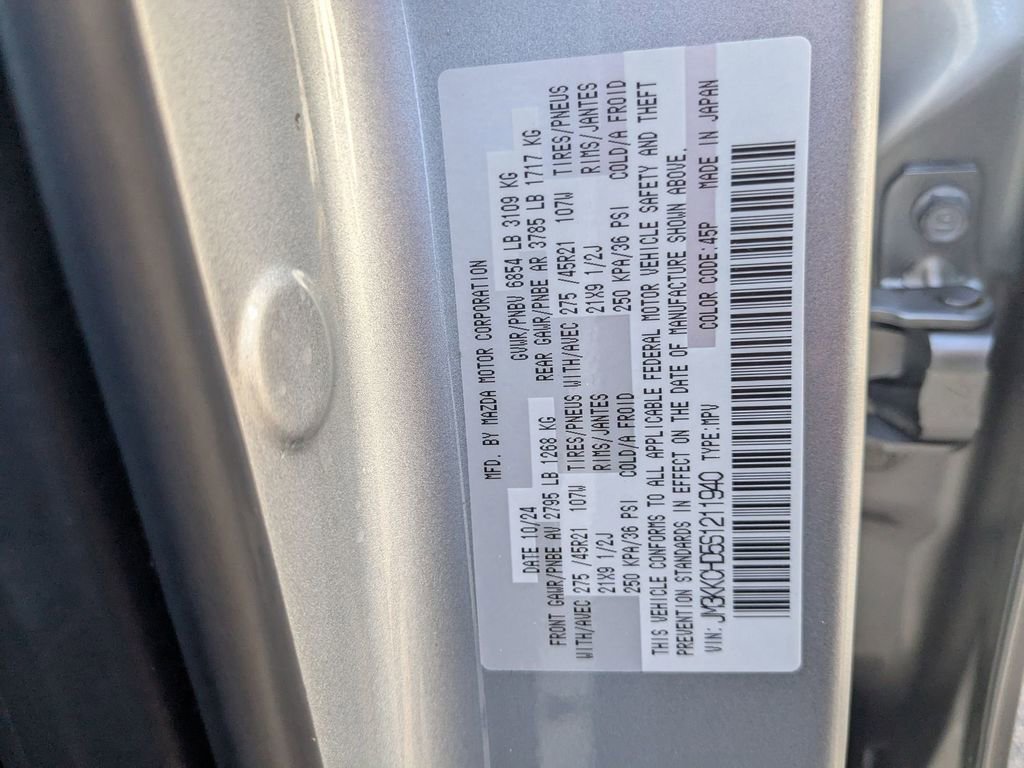 MFD. BY MAZDA MOTOR CORPORATION
DATE 10/24 GVWR/PNBV 6854 LB 3109 KG
FRONT GAWR/PNBE AV 2795 LB 1268 KG REAR GAWR/PNBE AR 3785 LB 1717 KG
WITH/AVEC 275 /45R21 107W TIRES/PNEUS WITH/AVEC 275 /45R21 107W TIRES/PNEUS
21X9 1/2J RIMS/JANTES 21X9 1/2J RIMS/JANTES
250 KPA/36 PSI COLD/A FROID 250 KPA/36 PSI COLD/A FROID
THIS VEHICLE CONFORMS TO ALL APPLICABLE FEDERAL MOTOR VEHICLE SAFETY AND THEFT
PREVENTION STANDARDS IN EFFECT ON THE DATE OF MANUFACTURE SHOWN ABOVE.
VIN: JM3KKCHD5S1211940 TYPE:MPV COLOR CODE:45P MADE IN JAPAN